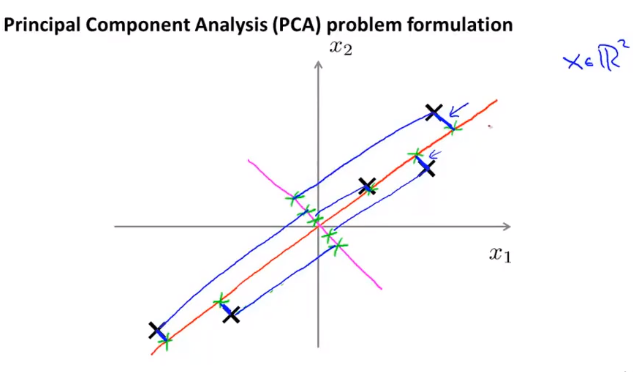 Principal Component Analysis (PCA) problem formulation
x₂
x∈ℝ²
x₁